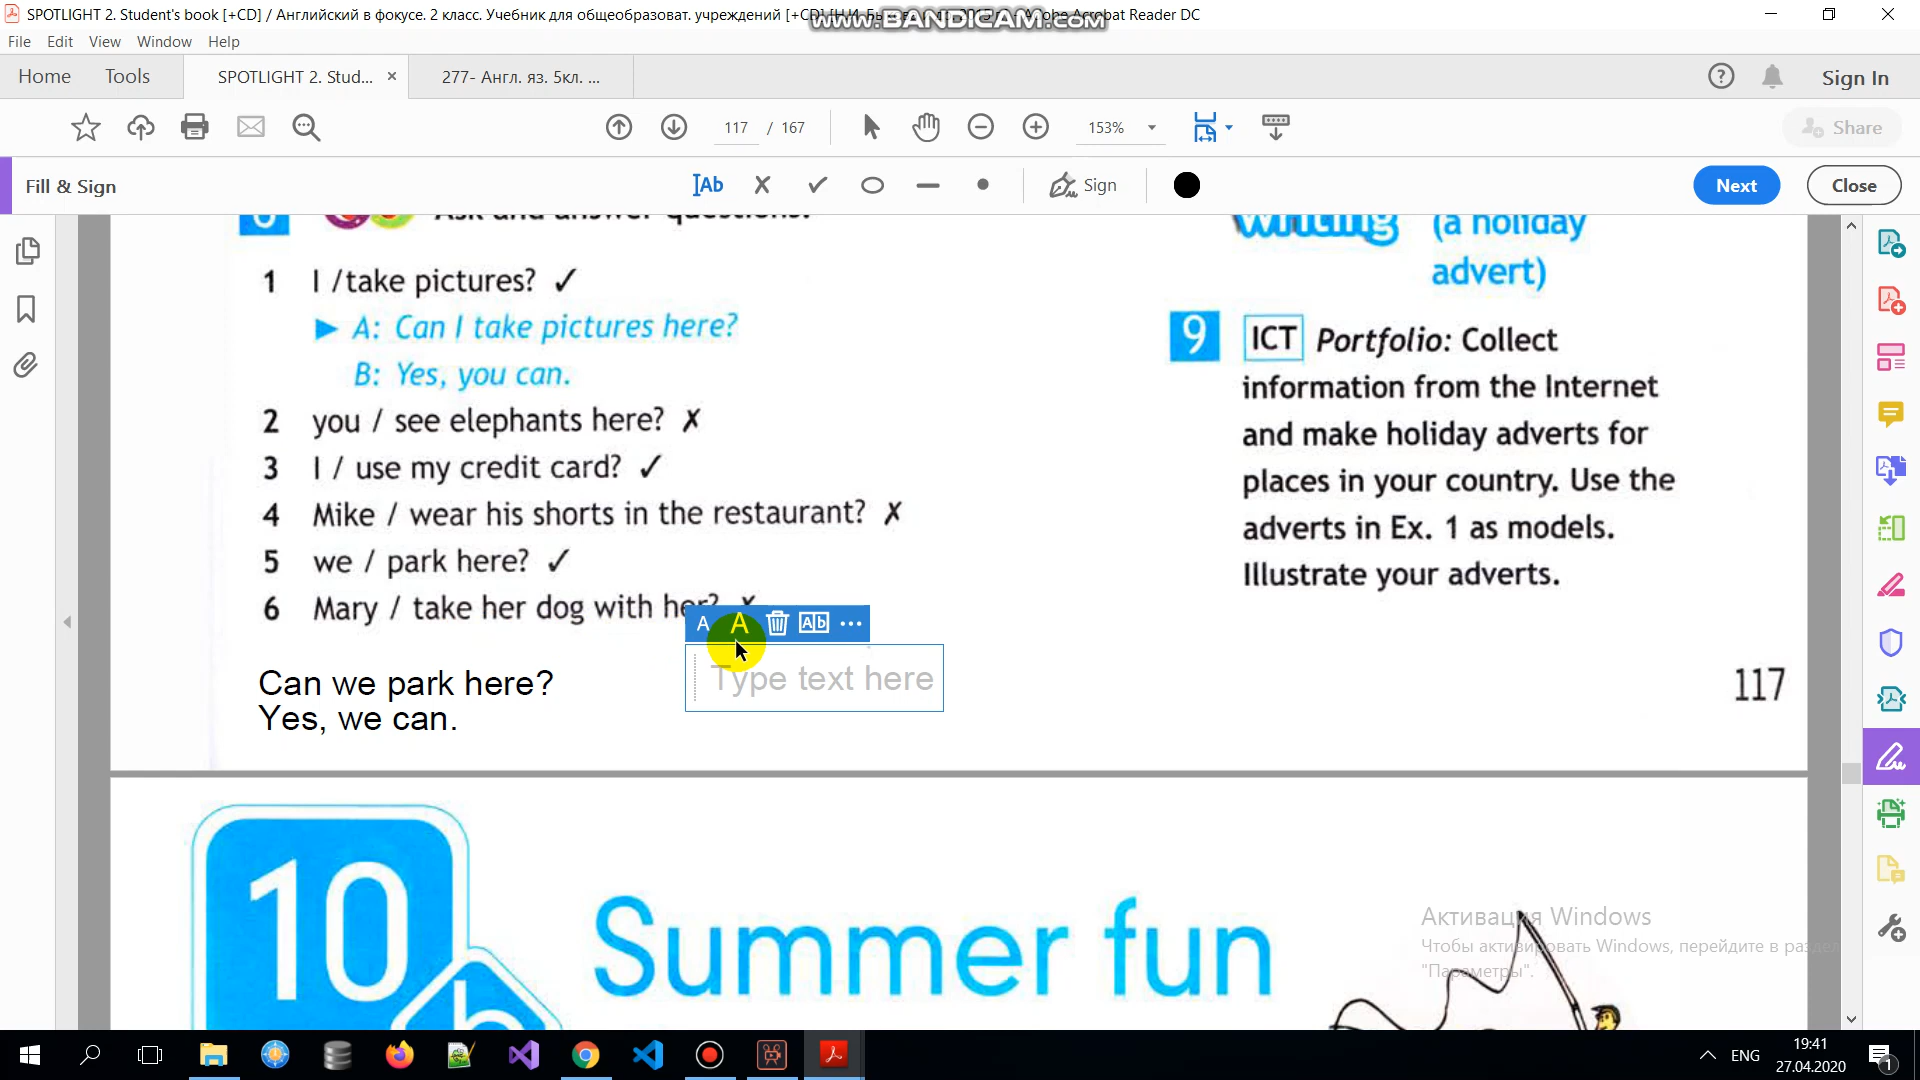 SPOTLIGHT 2. Student's book [+CD] / Английский в фокусе. 2 класс. Учебник для общеобразоват. учреждений [+CD]
Adobe Acrobat Reader DC
www.BANDICAM.com
File Edit View Window Help
Home Tools SPOTLIGHT 2. Stud... × 277- Англ. яз. 5кл. ... Sign In
117 / 167 153% Share
Fill & Sign Ab Sign Next Close
Ask and answer questions.
writing (a holiday
advert)
1 I /take pictures? ✓
A: Can I take pictures here?
B: Yes, you can.
2 you / see elephants here? ✗
3 I / use my credit card? ✓
4 Mike / wear his shorts in the restaurant? ✗
5 we / park here? ✓
6 Mary / take her dog with her? ✗
9 ICT Portfolio: Collect
information from the Internet
and make holiday adverts for
places in your country. Use the
adverts in Ex. 1 as models.
Illustrate your adverts.
A A Ab ...
Type text here
Can we park here?
Yes, we can.
117
10
b
Summer fun
Активация Windows
Чтобы активировать Windows, перейдите в раздел
"Параметры".
ENG
19:41
27.04.2020
1